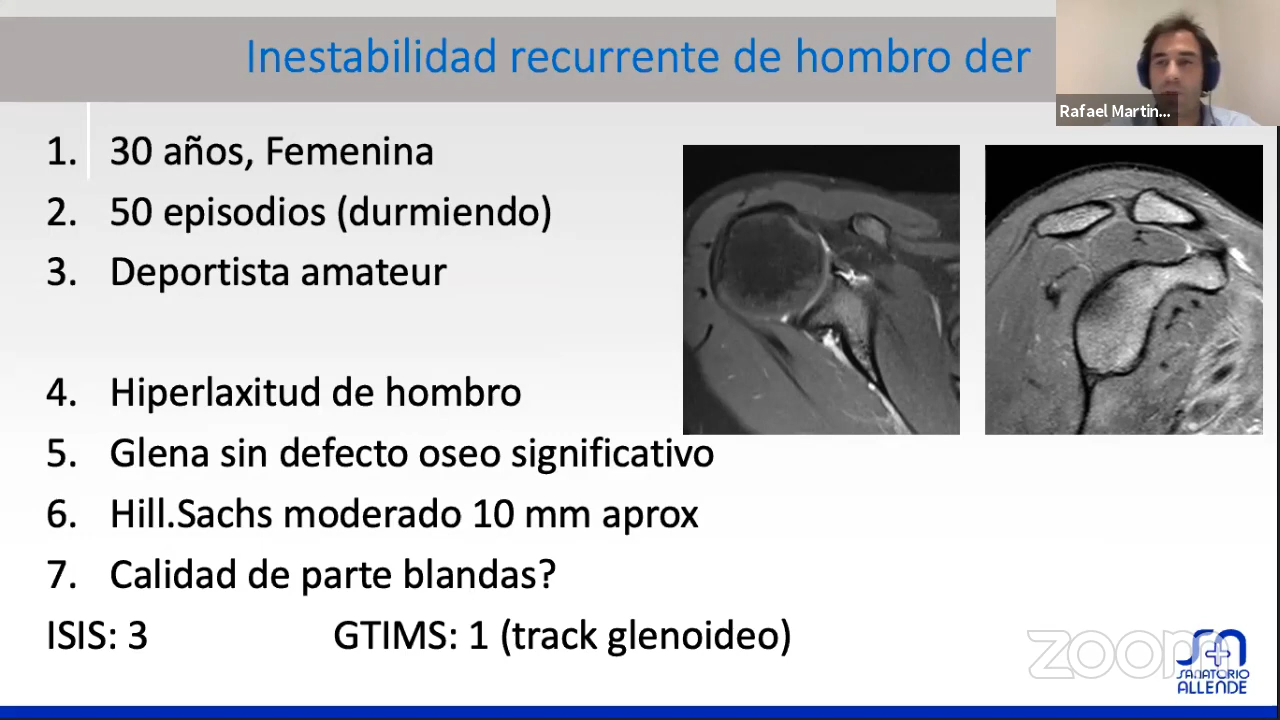 Inestabilidad recurrente de hombro der
Rafael Martin...
1. 30 años, Femenina
2. 50 episodios (durmiendo)
3. Deportista amateur
4. Hiperlaxitud de hombro
5. Glena sin defecto oseo significativo
6. Hill.Sachs moderado 10 mm aprox
7. Calidad de parte blandas?
ISIS: 3 GTIMS: 1 (track glenoideo)
zoom
SANATORIO
ALLENDE